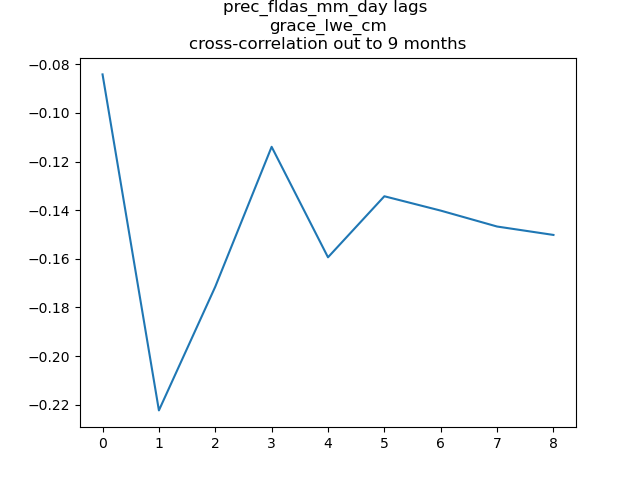 prec_fldas_mm_day lags
grace_lwe_cm
cross-correlation out to 9 months
−0.08
−0.10
−0.12
−0.14
−0.16
−0.18
−0.20
−0.22
0 1 2 3 4 5 6 7 8